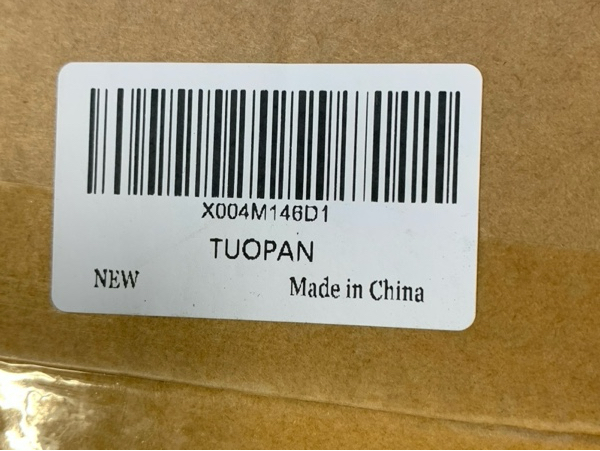 X004M146D1
TUOPAN
NEW
Made in China